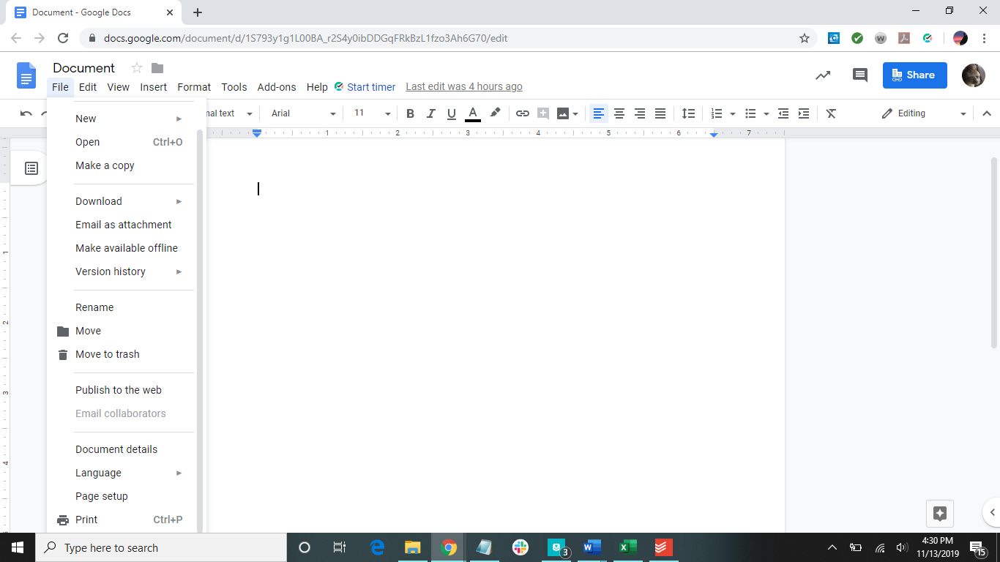 Document - Google Docs
docs.google.com/document/d/1S793y1g1L00BA_r2S4y0ibDDGqFRkBzL1fzo3Ah6G70/edit
Document
Share
File Edit View Insert Format Tools Add-ons Help Start timer Last edit was 4 hours ago
nal text Arial 11 B I U A Editing
1 2 3 4 5 6 7
New
Open Ctrl+O
Make a copy
Download
Email as attachment
Make available offline
1
Version history
Rename
2
Move
Move to trash
Publish to the web
3
Email collaborators
Document details
4
Language
Page setup
Print Ctrl+P
Type here to search
3
4:30 PM
11/13/2019
15